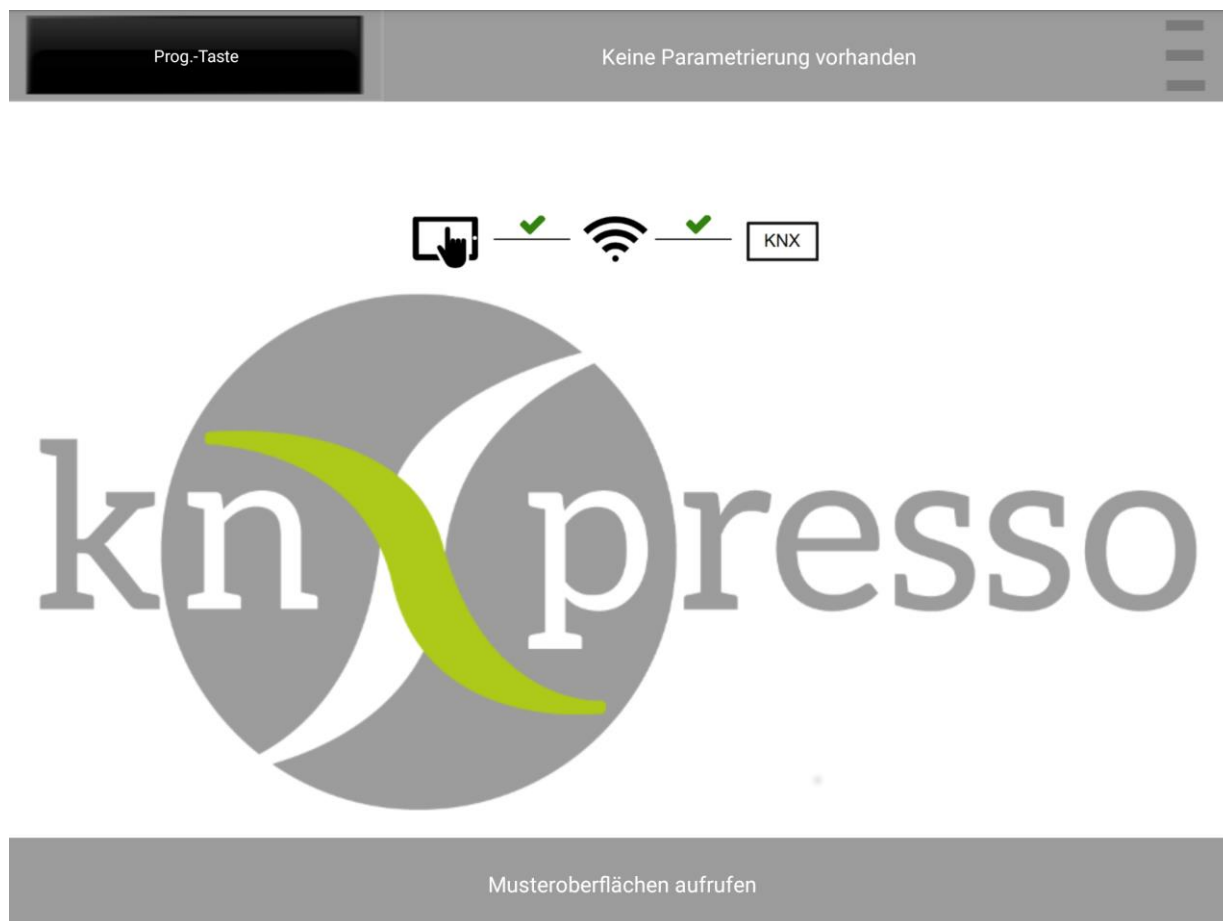 Prog.-Taste
Keine Parametrierung vorhanden
KNX
knXpresso
Musteroberflächen aufrufen